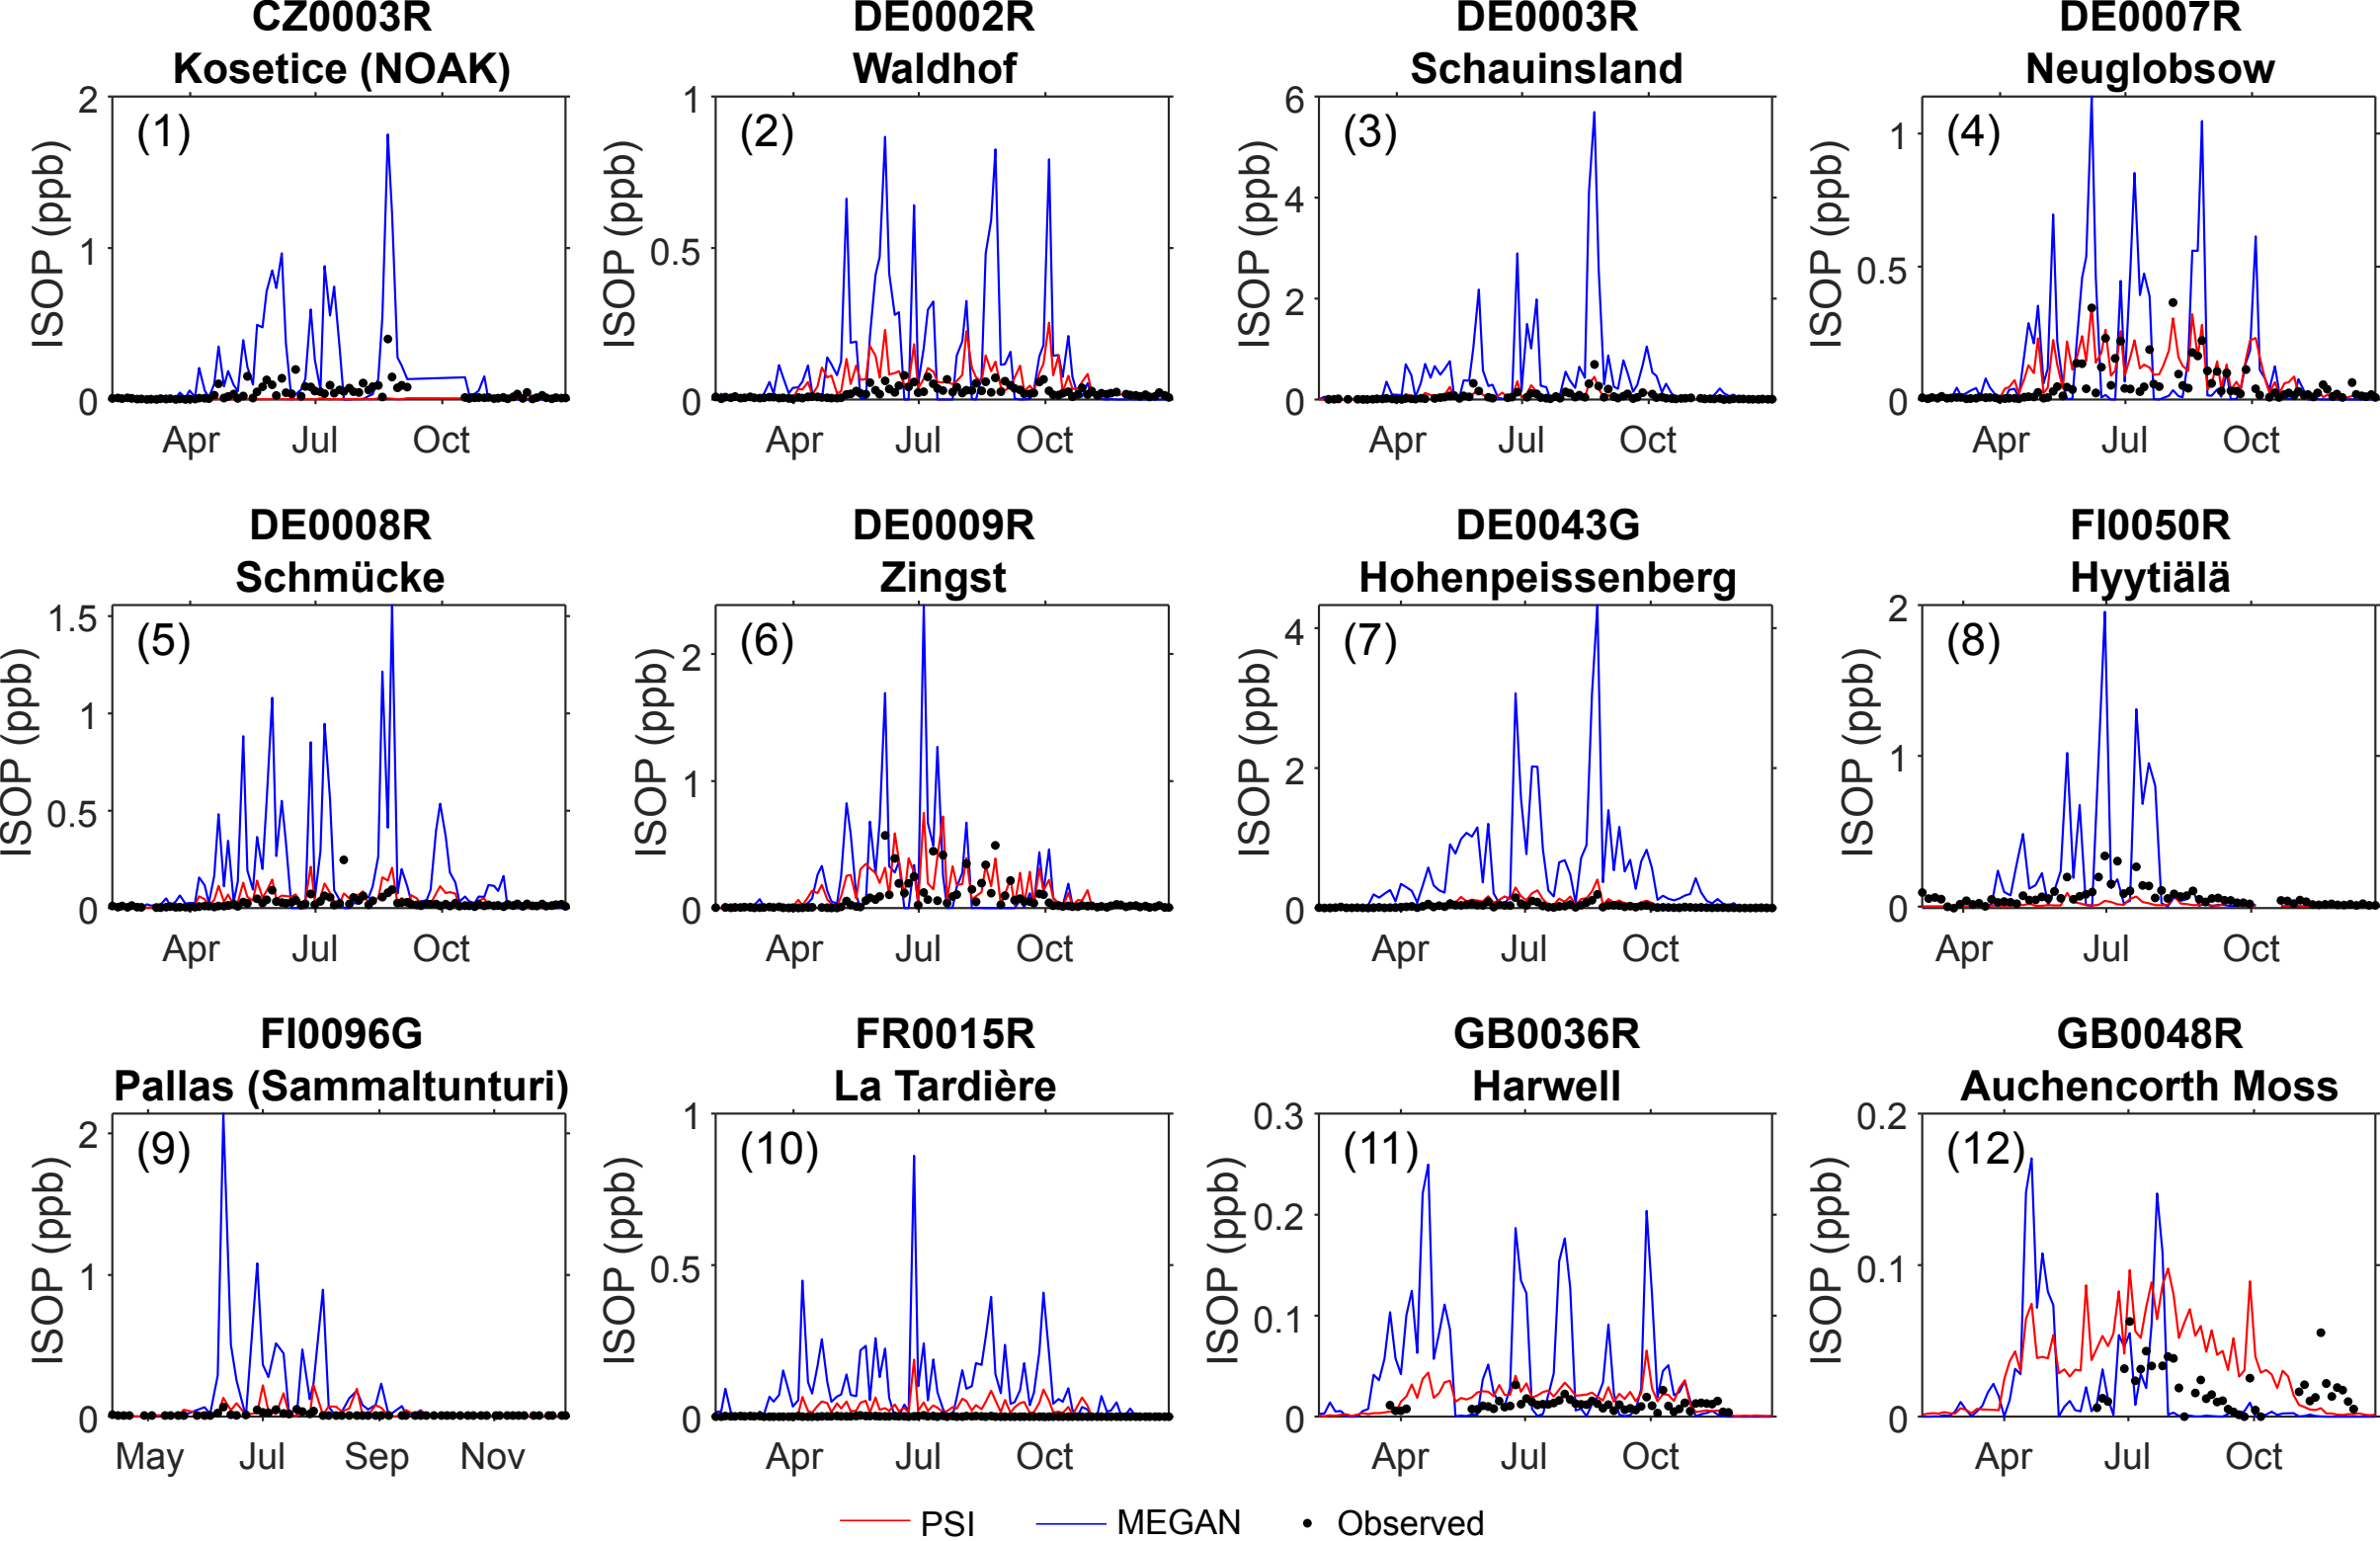 CZ0003R
Kosetice (NOAK)
ISOP (ppb)
2
1
0
(1)
Apr Jul Oct
DE0002R
Waldhof
ISOP (ppb)
1
0.5
0
(2)
Apr Jul Oct
DE0003R
Schauinsland
ISOP (ppb)
6
4
2
0
(3)
Apr Jul Oct
DE0007R
Neuglobsow
ISOP (ppb)
1
0.5
0
(4)
Apr Jul Oct
DE0008R
Schmücke
ISOP (ppb)
1.5
1
0.5
0
(5)
Apr Jul Oct
DE0009R
Zingst
ISOP (ppb)
2
1
0
(6)
Apr Jul Oct
DE0043G
Hohenpeissenberg
ISOP (ppb)
4
2
0
(7)
Apr Jul Oct
FI0050R
Hyytiälä
ISOP (ppb)
2
1
0
(8)
Apr Jul Oct
FI0096G
Pallas (Sammaltunturi)
ISOP (ppb)
2
1
0
(9)
May Jul Sep Nov
FR0015R
La Tardière
ISOP (ppb)
1
0.5
0
(10)
Apr Jul Oct
GB0036R
Harwell
ISOP (ppb)
0.3
0.2
0.1
0
(11)
Apr Jul Oct
GB0048R
Auchencorth Moss
ISOP (ppb)
0.2
0.1
0
(12)
Apr Jul Oct
PSI MEGAN Observed